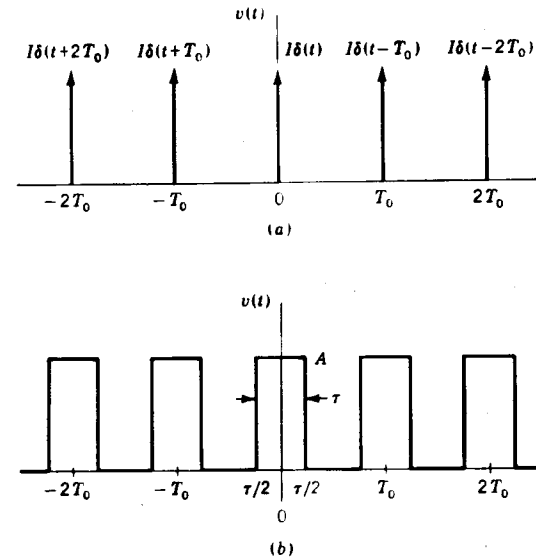 v(t)
Iδ(t+2T₀) Iδ(t+T₀) Iδ(t) Iδ(t−T₀) Iδ(t−2T₀)
−2T₀ −T₀ 0 T₀ 2T₀
(a)
v(t)
A
τ
−2T₀ −T₀ τ/2 τ/2 T₀ 2T₀
0
(b)